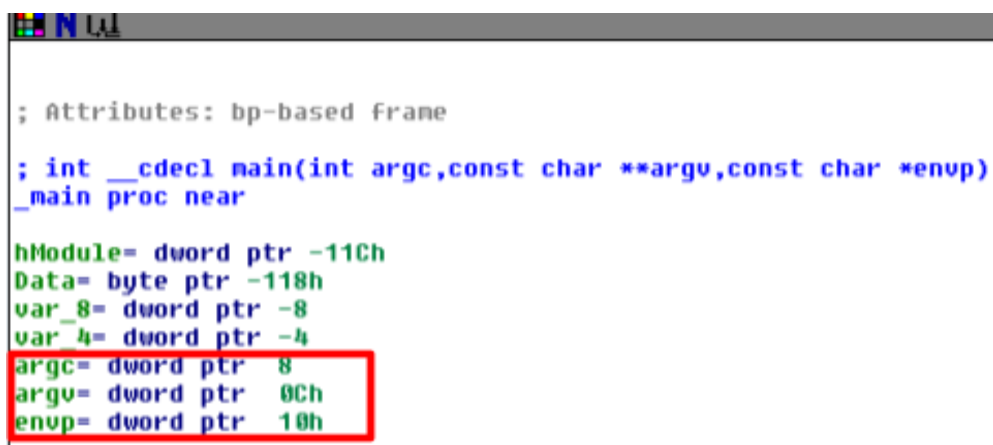 ; Attributes: bp-based frame
; int __cdecl main(int argc,const char **argv,const char *envp)
_main proc near
hModule= dword ptr -11Ch
Data= byte ptr -118h
var_8= dword ptr -8
var_4= dword ptr -4
argc= dword ptr  8
argv= dword ptr  0Ch
envp= dword ptr  10h